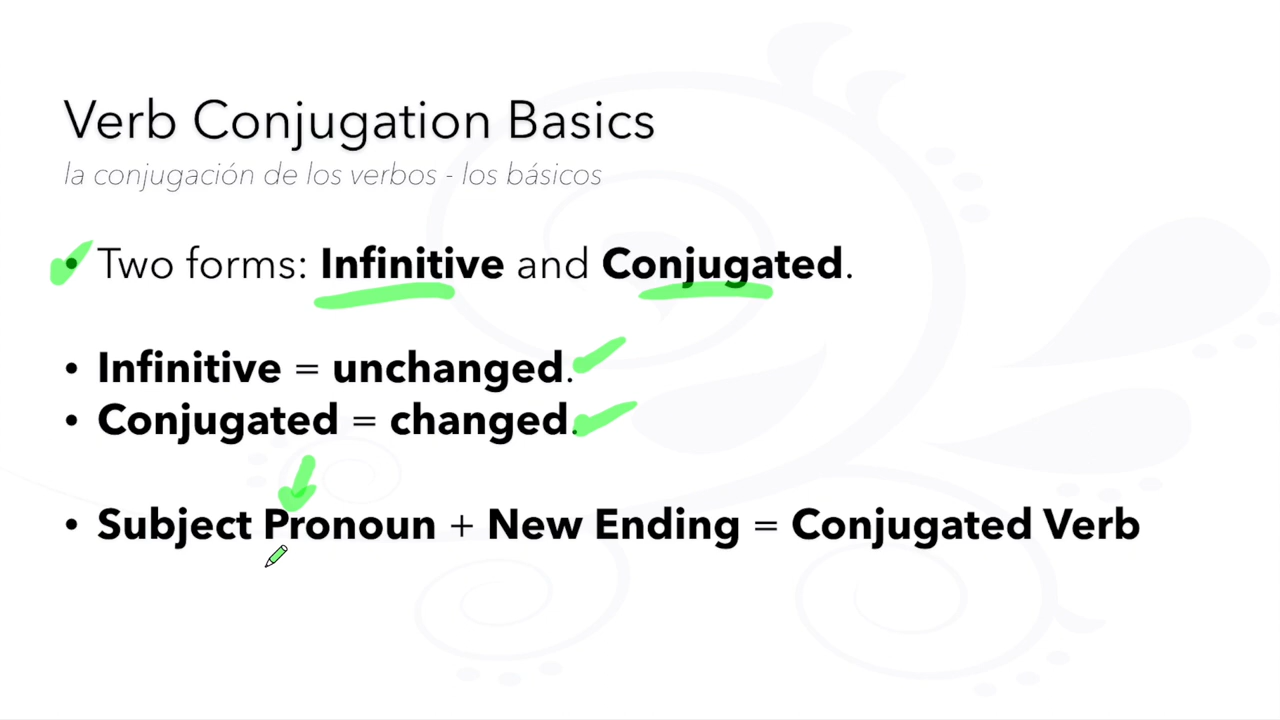 Verb Conjugation Basics
la conjugación de los verbos - los básicos
• Two forms: Infinitive and Conjugated.
• Infinitive = unchanged.
• Conjugated = changed.
• Subject Pronoun + New Ending = Conjugated Verb